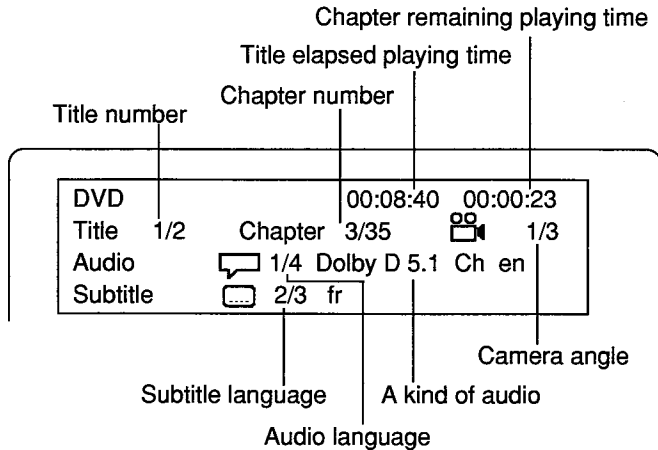 Chapter remaining playing time
Title elapsed playing time
Chapter number
Title number
DVD 00:08:40 00:00:23
Title 1/2 Chapter 3/35 1/3
Audio 1/4 Dolby D 5.1 Ch en
Subtitle 2/3 fr
Camera angle
Subtitle language A kind of audio
Audio language